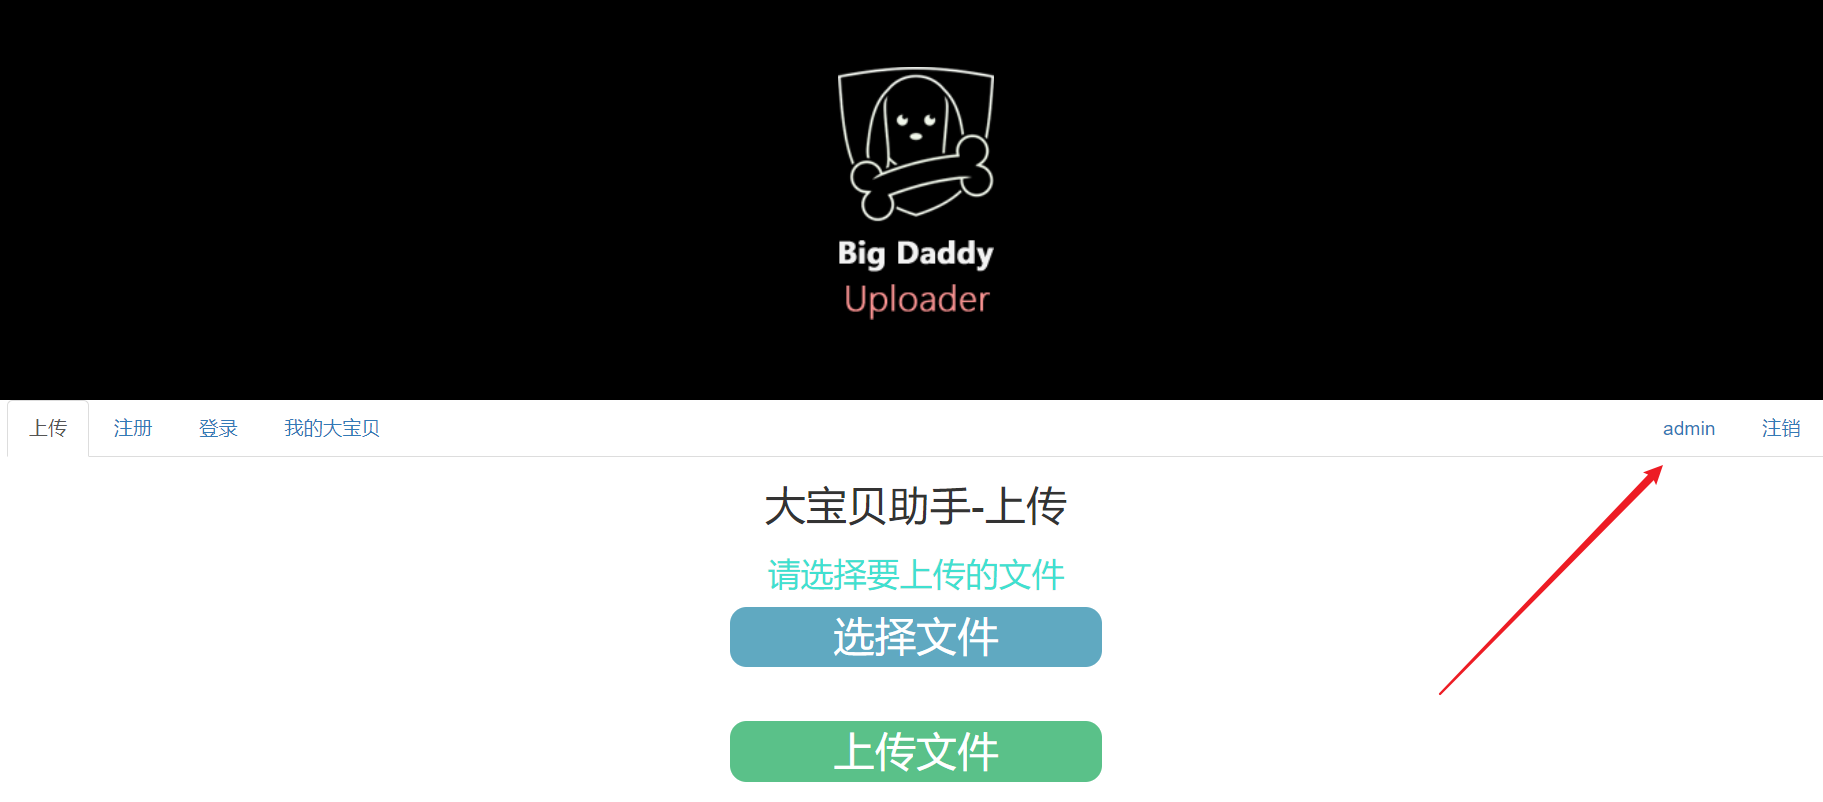 Big Daddy
Uploader
上传 注册 登录 我的大宝贝 admin 注销
大宝贝助手-上传
请选择要上传的文件
选择文件
上传文件